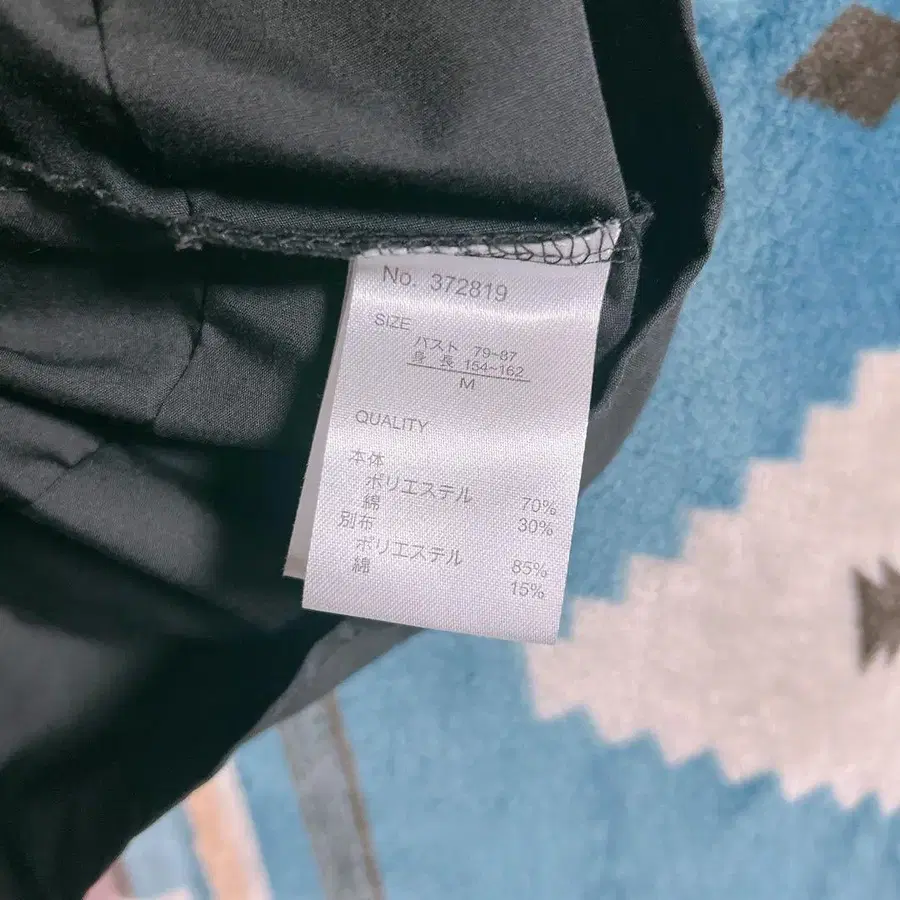 No. 372819
SIZE
バスト 79~87
身 長 154~162
M
QUALITY
本体
ポリエステル 70%
綿 30%
別布
ポリエステル 85%
綿 15%